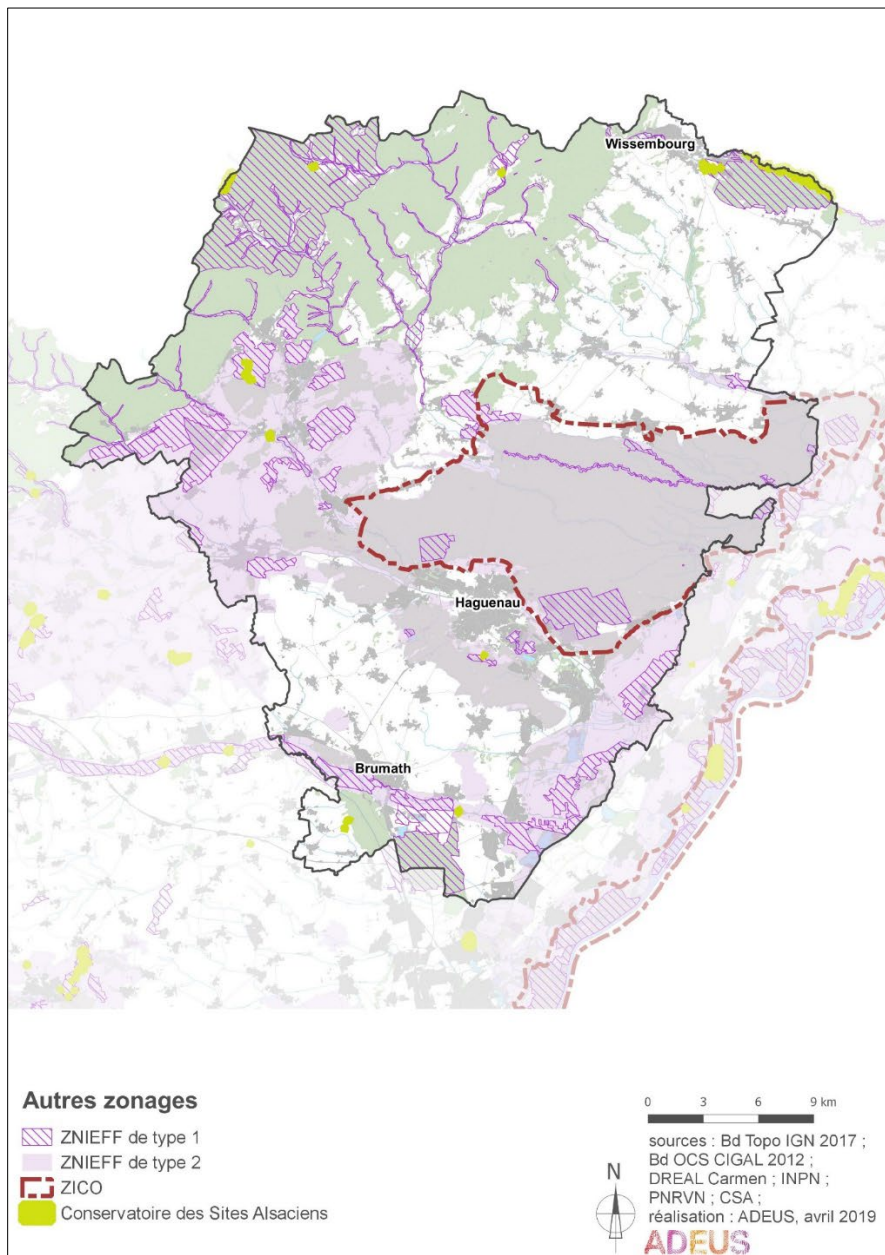 Wissembourg
Haguenau
Brumath
Autres zonages
ZNIEFF de type 1
ZNIEFF de type 2
ZICO
Conservatoire des Sites Alsaciens
0 3 6 9 km
sources : Bd Topo IGN 2017 ;
Bd OCS CIGAL 2012 ;
DREAL Carmen ; INPN ;
PNRVN ; CSA ;
réalisation : ADEUS, avril 2019
N
ADEUS